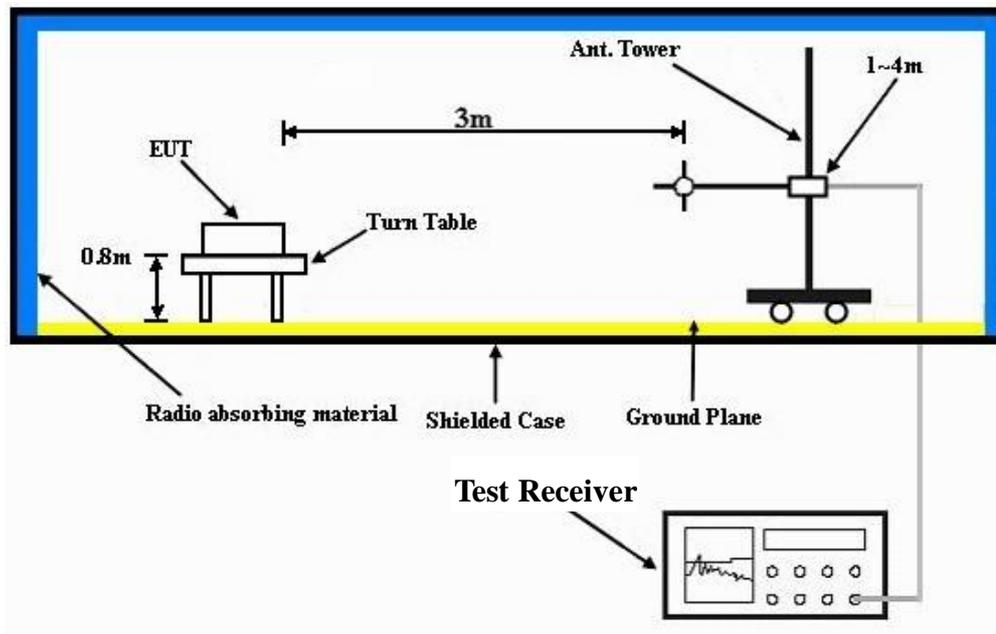 Ant. Tower
1~4m
3m
EUT
Turn Table
0.8m
Radio absorbing material
Shielded Case
Ground Plane
Test Receiver